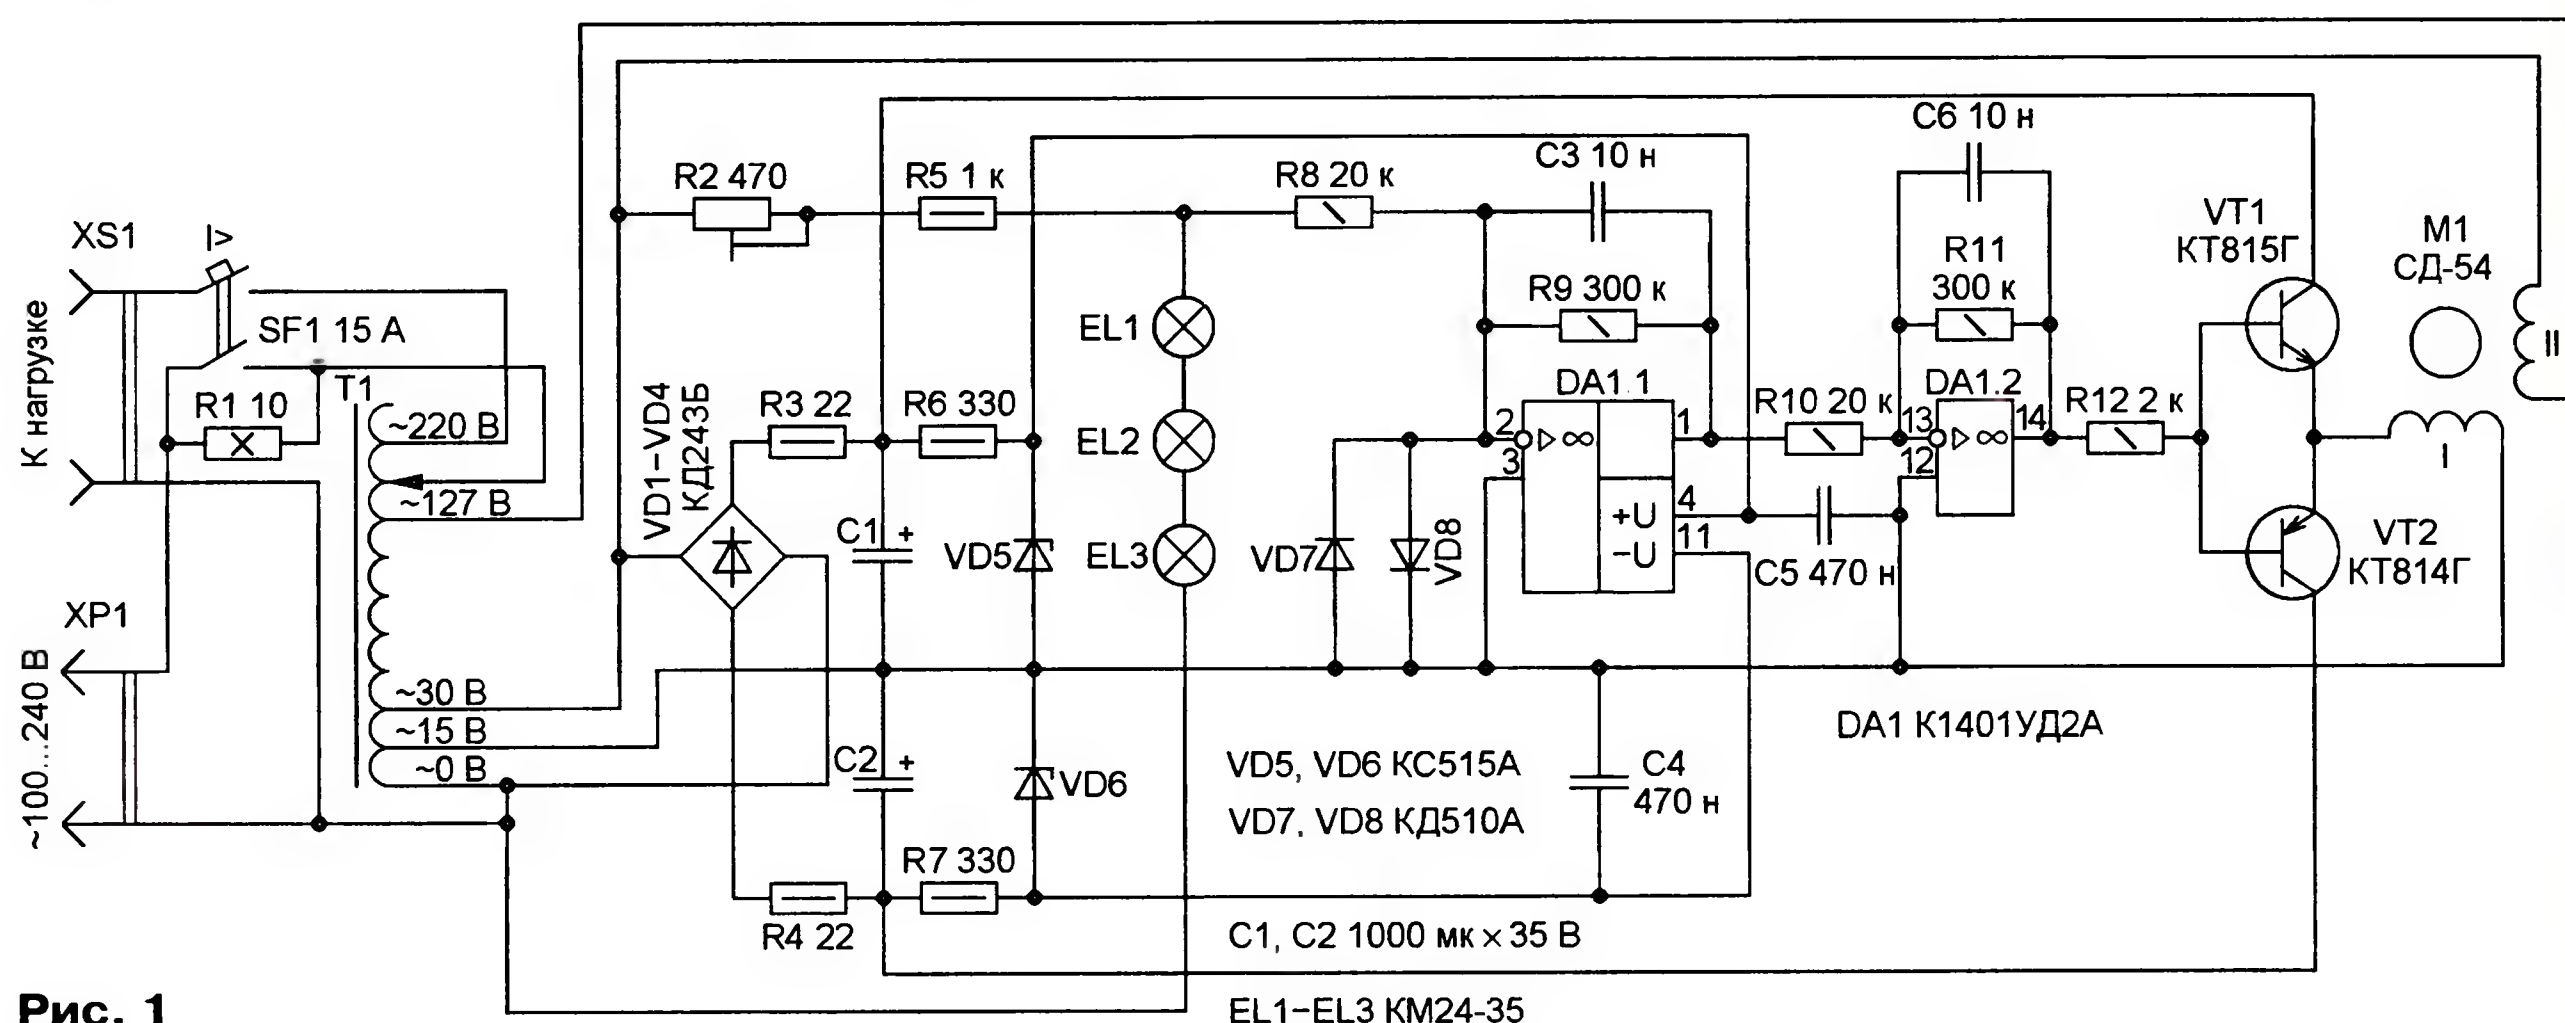 C6 10 н
C3 10 н
R2 470
R5 1 к
R8 20 к
VT1
КТ815Г
М1
СД-54
XS1
I>
R11
300 к
R9 300 к
К нагрузке
SF1 15 А
EL1
II
R1 10
T1
~220 В
~127 В
VD1–VD4
КД243Б
R3 22
R6 330
EL2
DA1.1
2
3
▷ ∞
1
+U
4
–U
11
R10 20 к
DA1.2
13
12
▷ ∞
14
R12 2 к
I
C1 +
VD5
EL3
VD7
VD8
C5 470 н
VT2
КТ814Г
XP1
~100...240 В
~30 В
~15 В
~0 В
DA1 К1401УД2А
C2 +
VD6
VD5, VD6 КС515А
VD7, VD8 КД510А
C4
470 н
R7 330
R4 22
C1, C2 1000 мк × 35 В
Рис. 1
EL1–EL3 КМ24-35